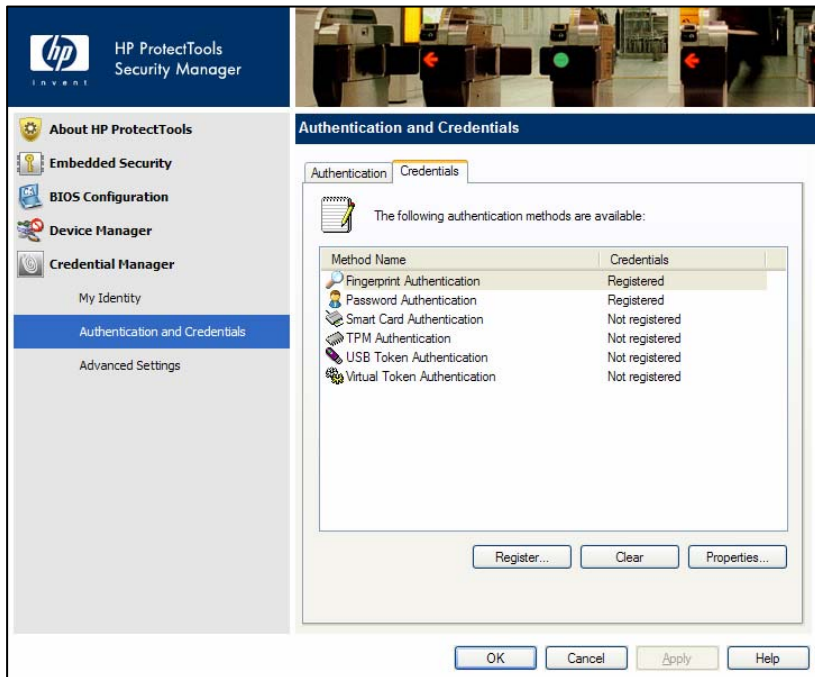 hp
invent
HP ProtectTools
Security Manager
About HP ProtectTools
Embedded Security
BIOS Configuration
Device Manager
Credential Manager
My Identity
Authentication and Credentials
Advanced Settings
Authentication and Credentials
Authentication Credentials
The following authentication methods are available:
Method Name Credentials
Fingerprint Authentication Registered
Password Authentication Registered
Smart Card Authentication Not registered
TPM Authentication Not registered
USB Token Authentication Not registered
Virtual Token Authentication Not registered
Register... Clear Properties...
OK Cancel Apply Help